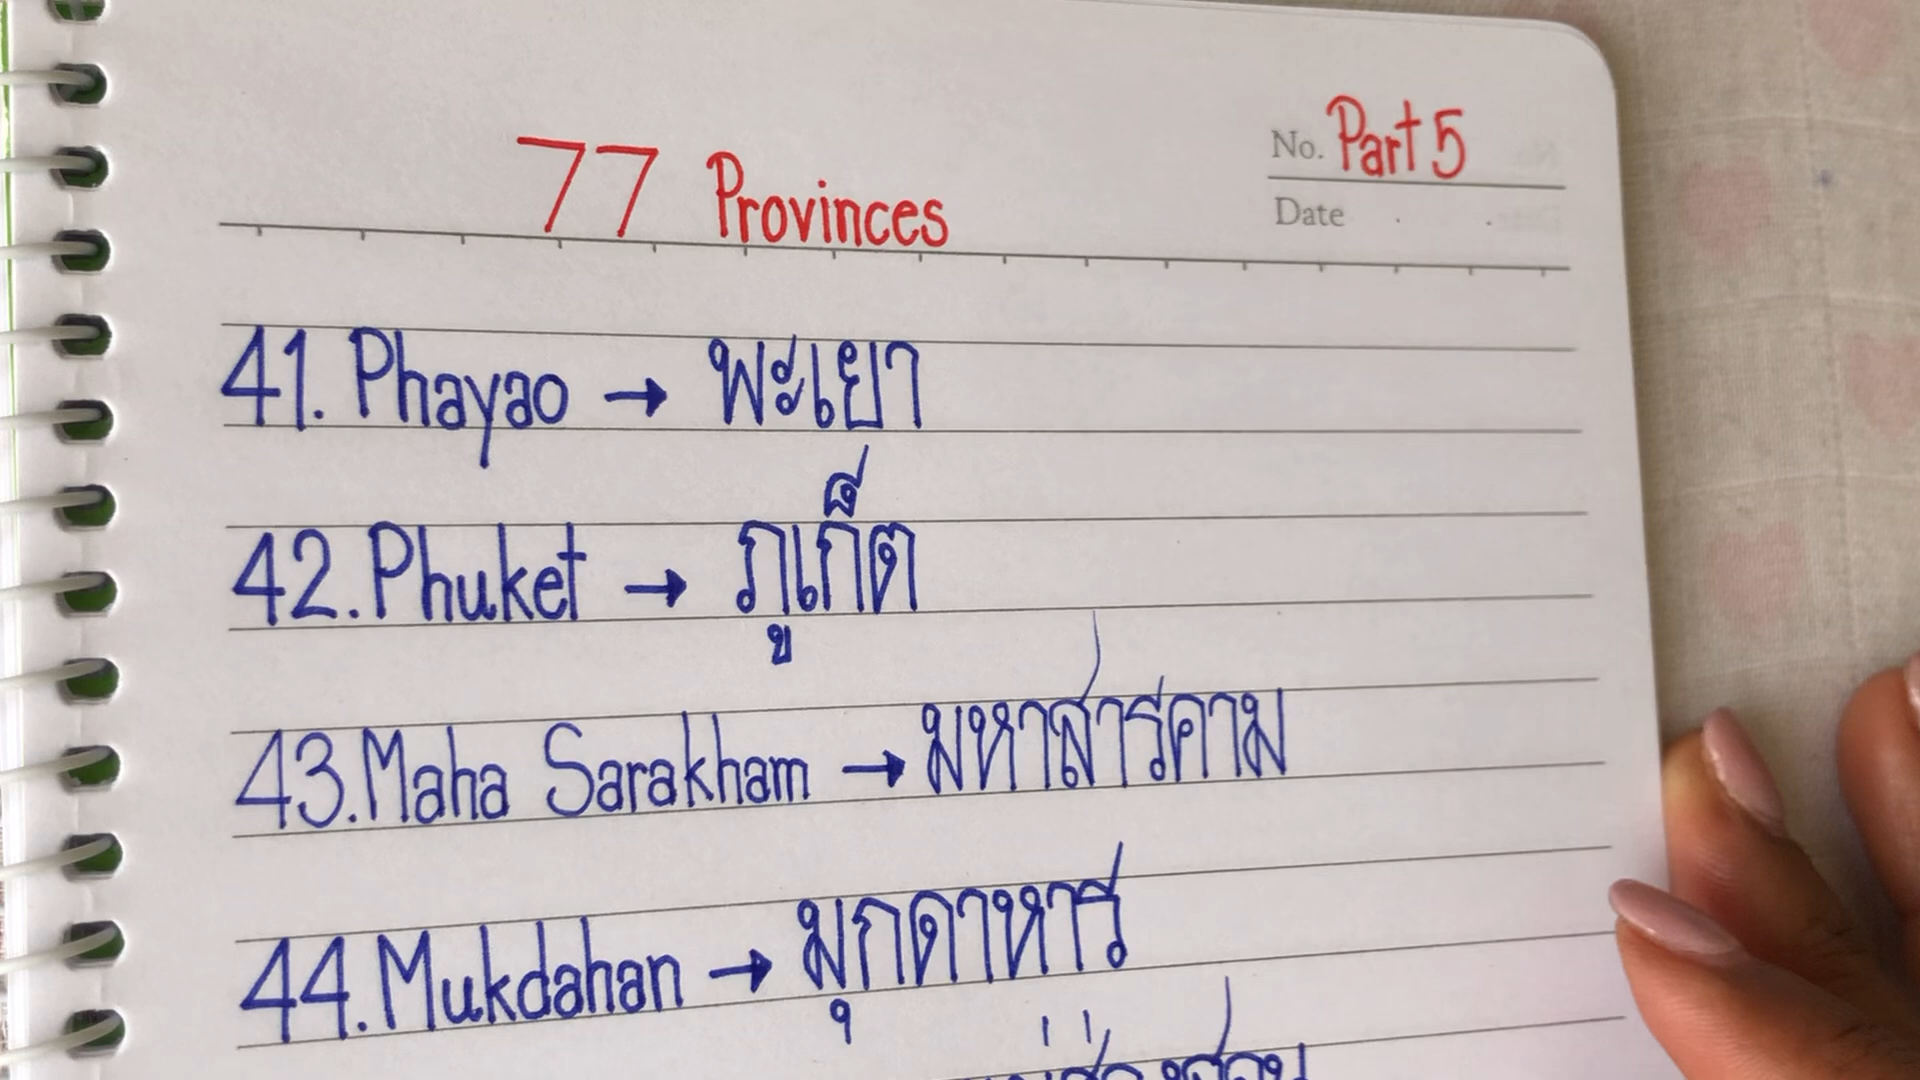 No. Part 5
77 Provinces
Date
41. Phayao → พะเยา
42. Phuket → ภูเก็ต
43. Maha Sarakham → มหาสารคาม
44. Mukdahan → มุกดาหาร